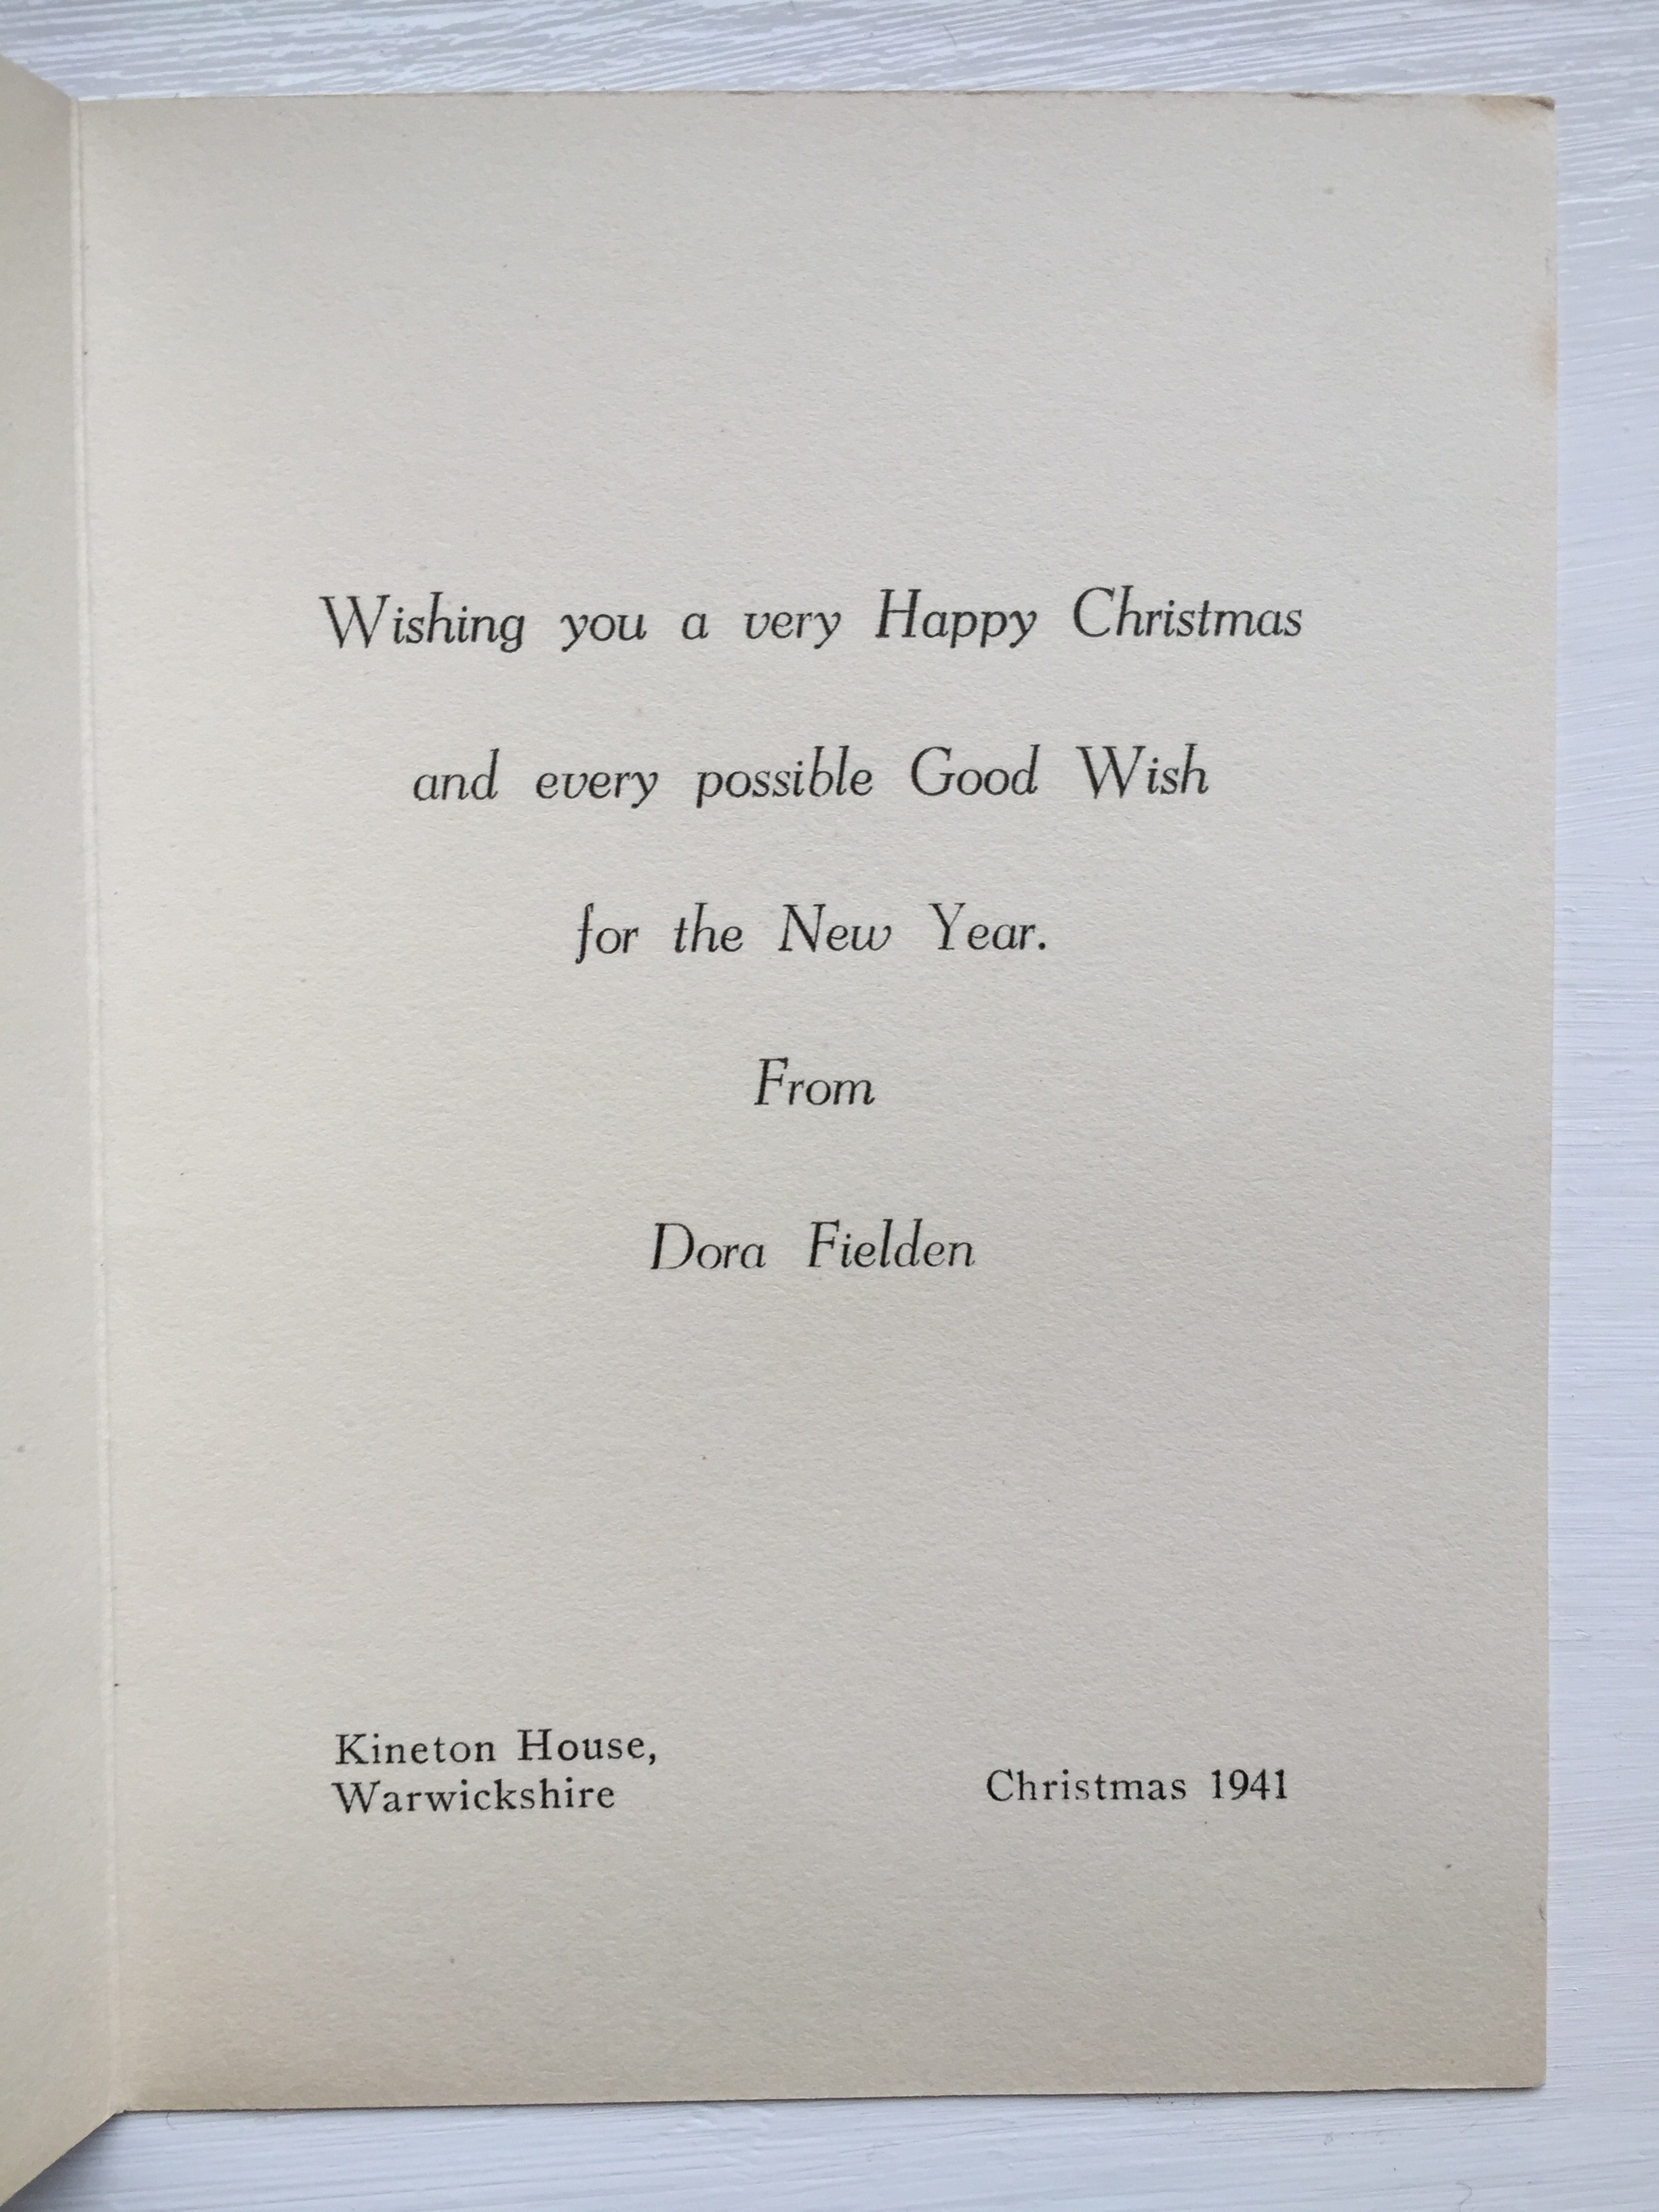 Wishing you a very Happy Christmas
and every possible Good Wish
for the New Year.
From
Dora Fielden
Kineton House,
Warwickshire
Christmas 1941